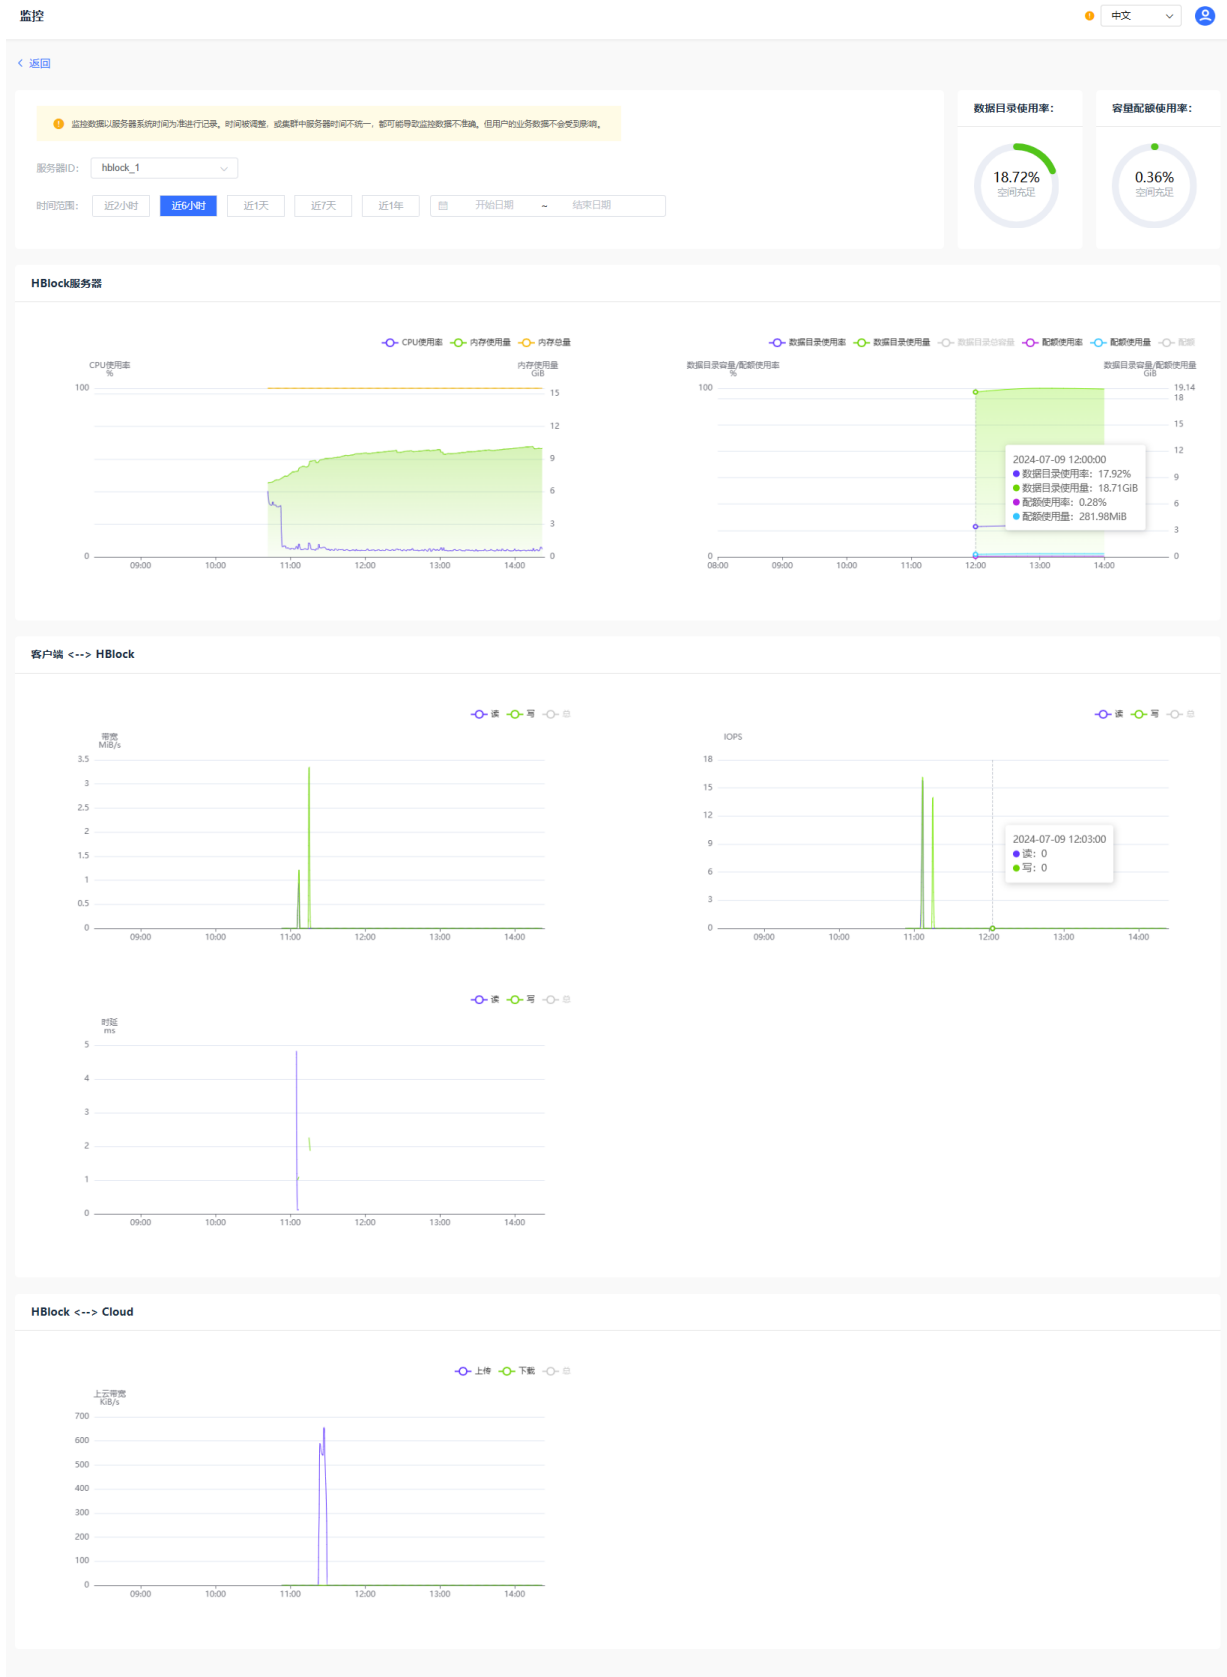 监控
中文
返回
监控数据以服务器系统时间为准进行记录。时间被调整，或集群中服务器时间不统一，都可能导致监控数据不准确。但用户的业务数据不会受到影响。
服务器ID： hblock_1
时间范围： 近2小时 近6小时 近1天 近7天 近1年 开始日期 ~ 结束日期
数据目录使用率：
18.72%
空间充足
容量配额使用率：
0.36%
空间充足
HBlock服务器
CPU使用率 内存使用量 内存总量
CPU使用率
%
内存使用量
GiB
100
0
15
12
9
6
3
0
09:00 10:00 11:00 12:00 13:00 14:00
数据目录使用率 数据目录使用量 数据目录总容量 配额使用率 配额使用量 配额
数据目录容量/配额使用率
%
数据目录容量/配额使用量
GiB
100
0
19.14
18
15
12
9
6
3
0
2024-07-09 12:00:00
数据目录使用率：17.92%
数据目录使用量：18.71GiB
配额使用率：0.28%
配额使用量：281.98MiB
08:00 09:00 10:00 11:00 12:00 13:00 14:00
客户端 <--> HBlock
读 写 总
带宽
MiB/s
3.5
3
2.5
2
1.5
1
0.5
0
09:00 10:00 11:00 12:00 13:00 14:00
读 写 总
IOPS
18
15
12
9
6
3
0
2024-07-09 12:03:00
读：0
写：0
09:00 10:00 11:00 12:00 13:00 14:00
读 写 总
时延
ms
5
4
3
2
1
0
09:00 10:00 11:00 12:00 13:00 14:00
HBlock <--> Cloud
上传 下载 总
上云带宽
KiB/s
700
600
500
400
300
200
100
0
09:00 10:00 11:00 12:00 13:00 14:00